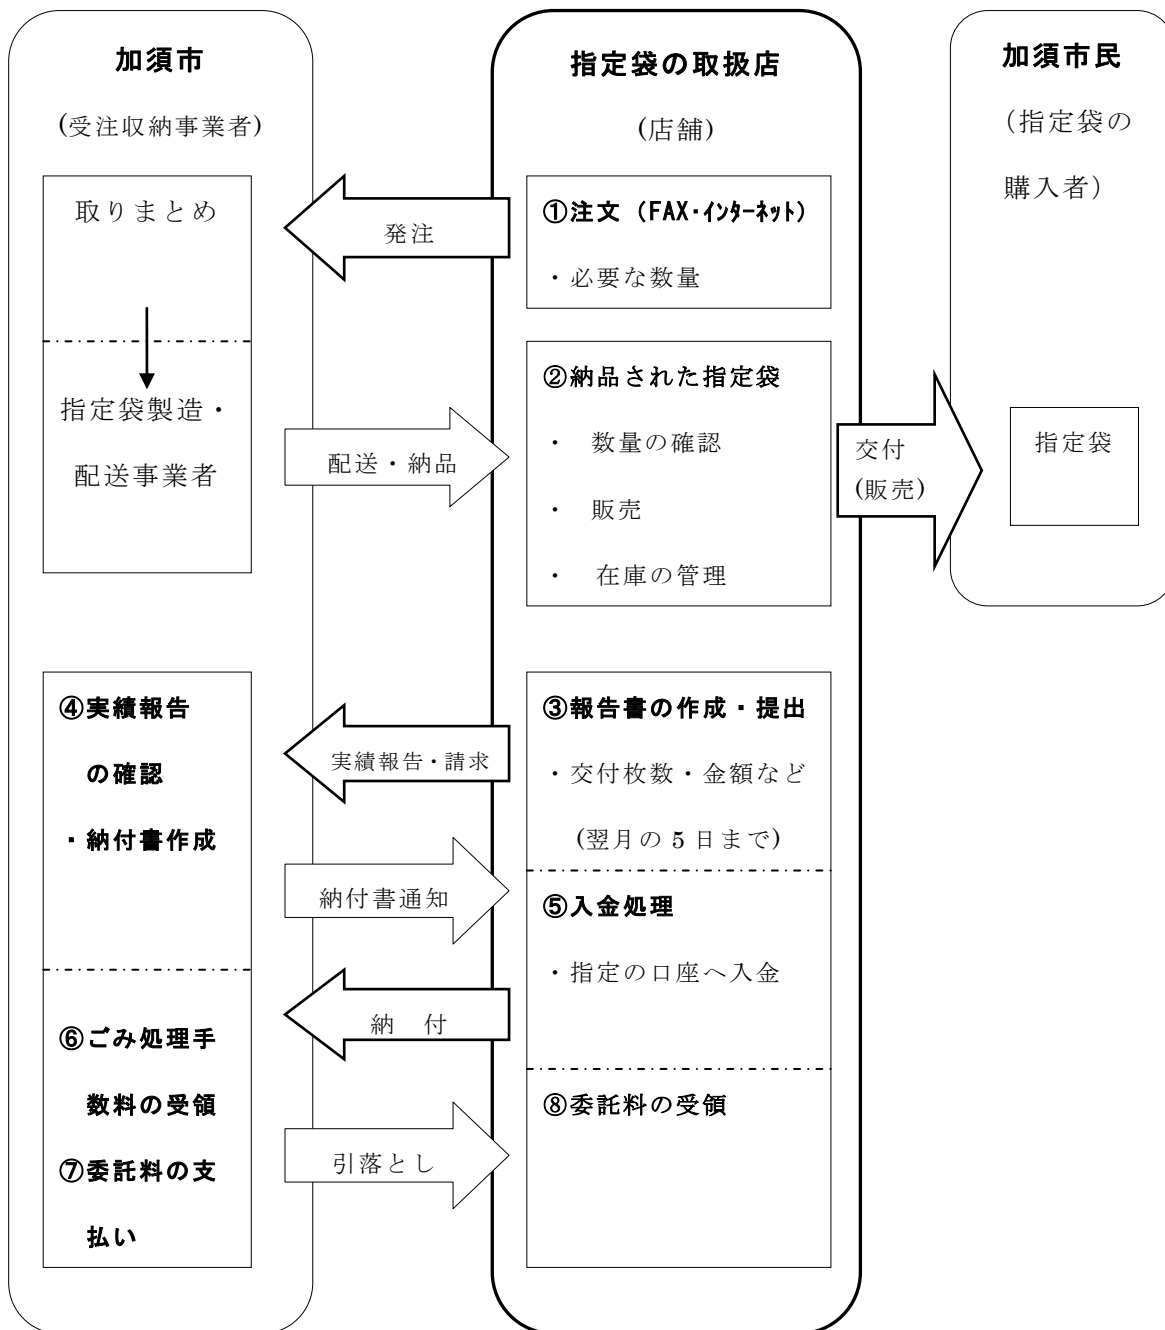 加須市
(受注収納事業者)
取りまとめ
指定袋製造・
配送事業者
発注
配送・納品
指定袋の取扱店
(店舗)
①注文（FAX・インターネット）
・必要な数量
②納品された指定袋
・ 数量の確認
・ 販売
・ 在庫の管理
交付
(販売)
加須市民
（指定袋の
購入者）
指定袋
④実績報告
の確認
・納付書作成
⑥ごみ処理手
数料の受領
⑦委託料の支
払い
実績報告・請求
納付書通知
納 付
引落とし
③報告書の作成・提出
・交付枚数・金額など
(翌月の 5 日まで)
⑤入金処理
・指定の口座へ入金
⑧委託料の受領